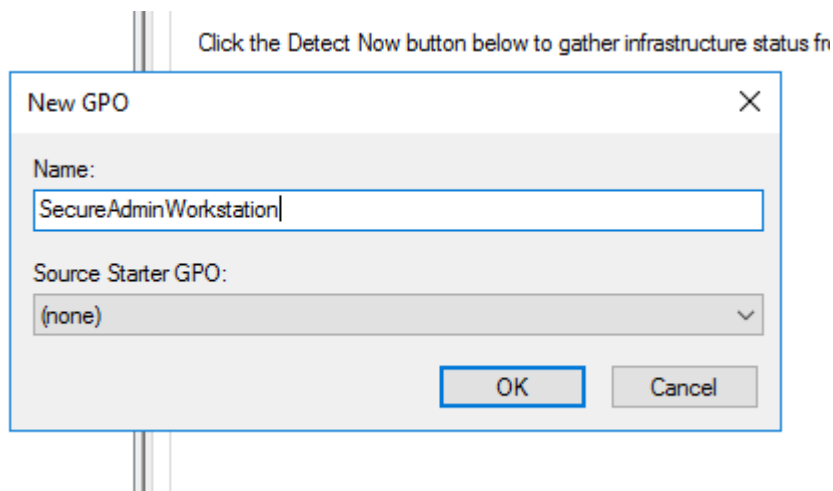 Click the Detect Now button below to gather infrastructure status
New GPO
Name:
SecureAdminWorkstation
Source Starter GPO:
(none)
OK
Cancel